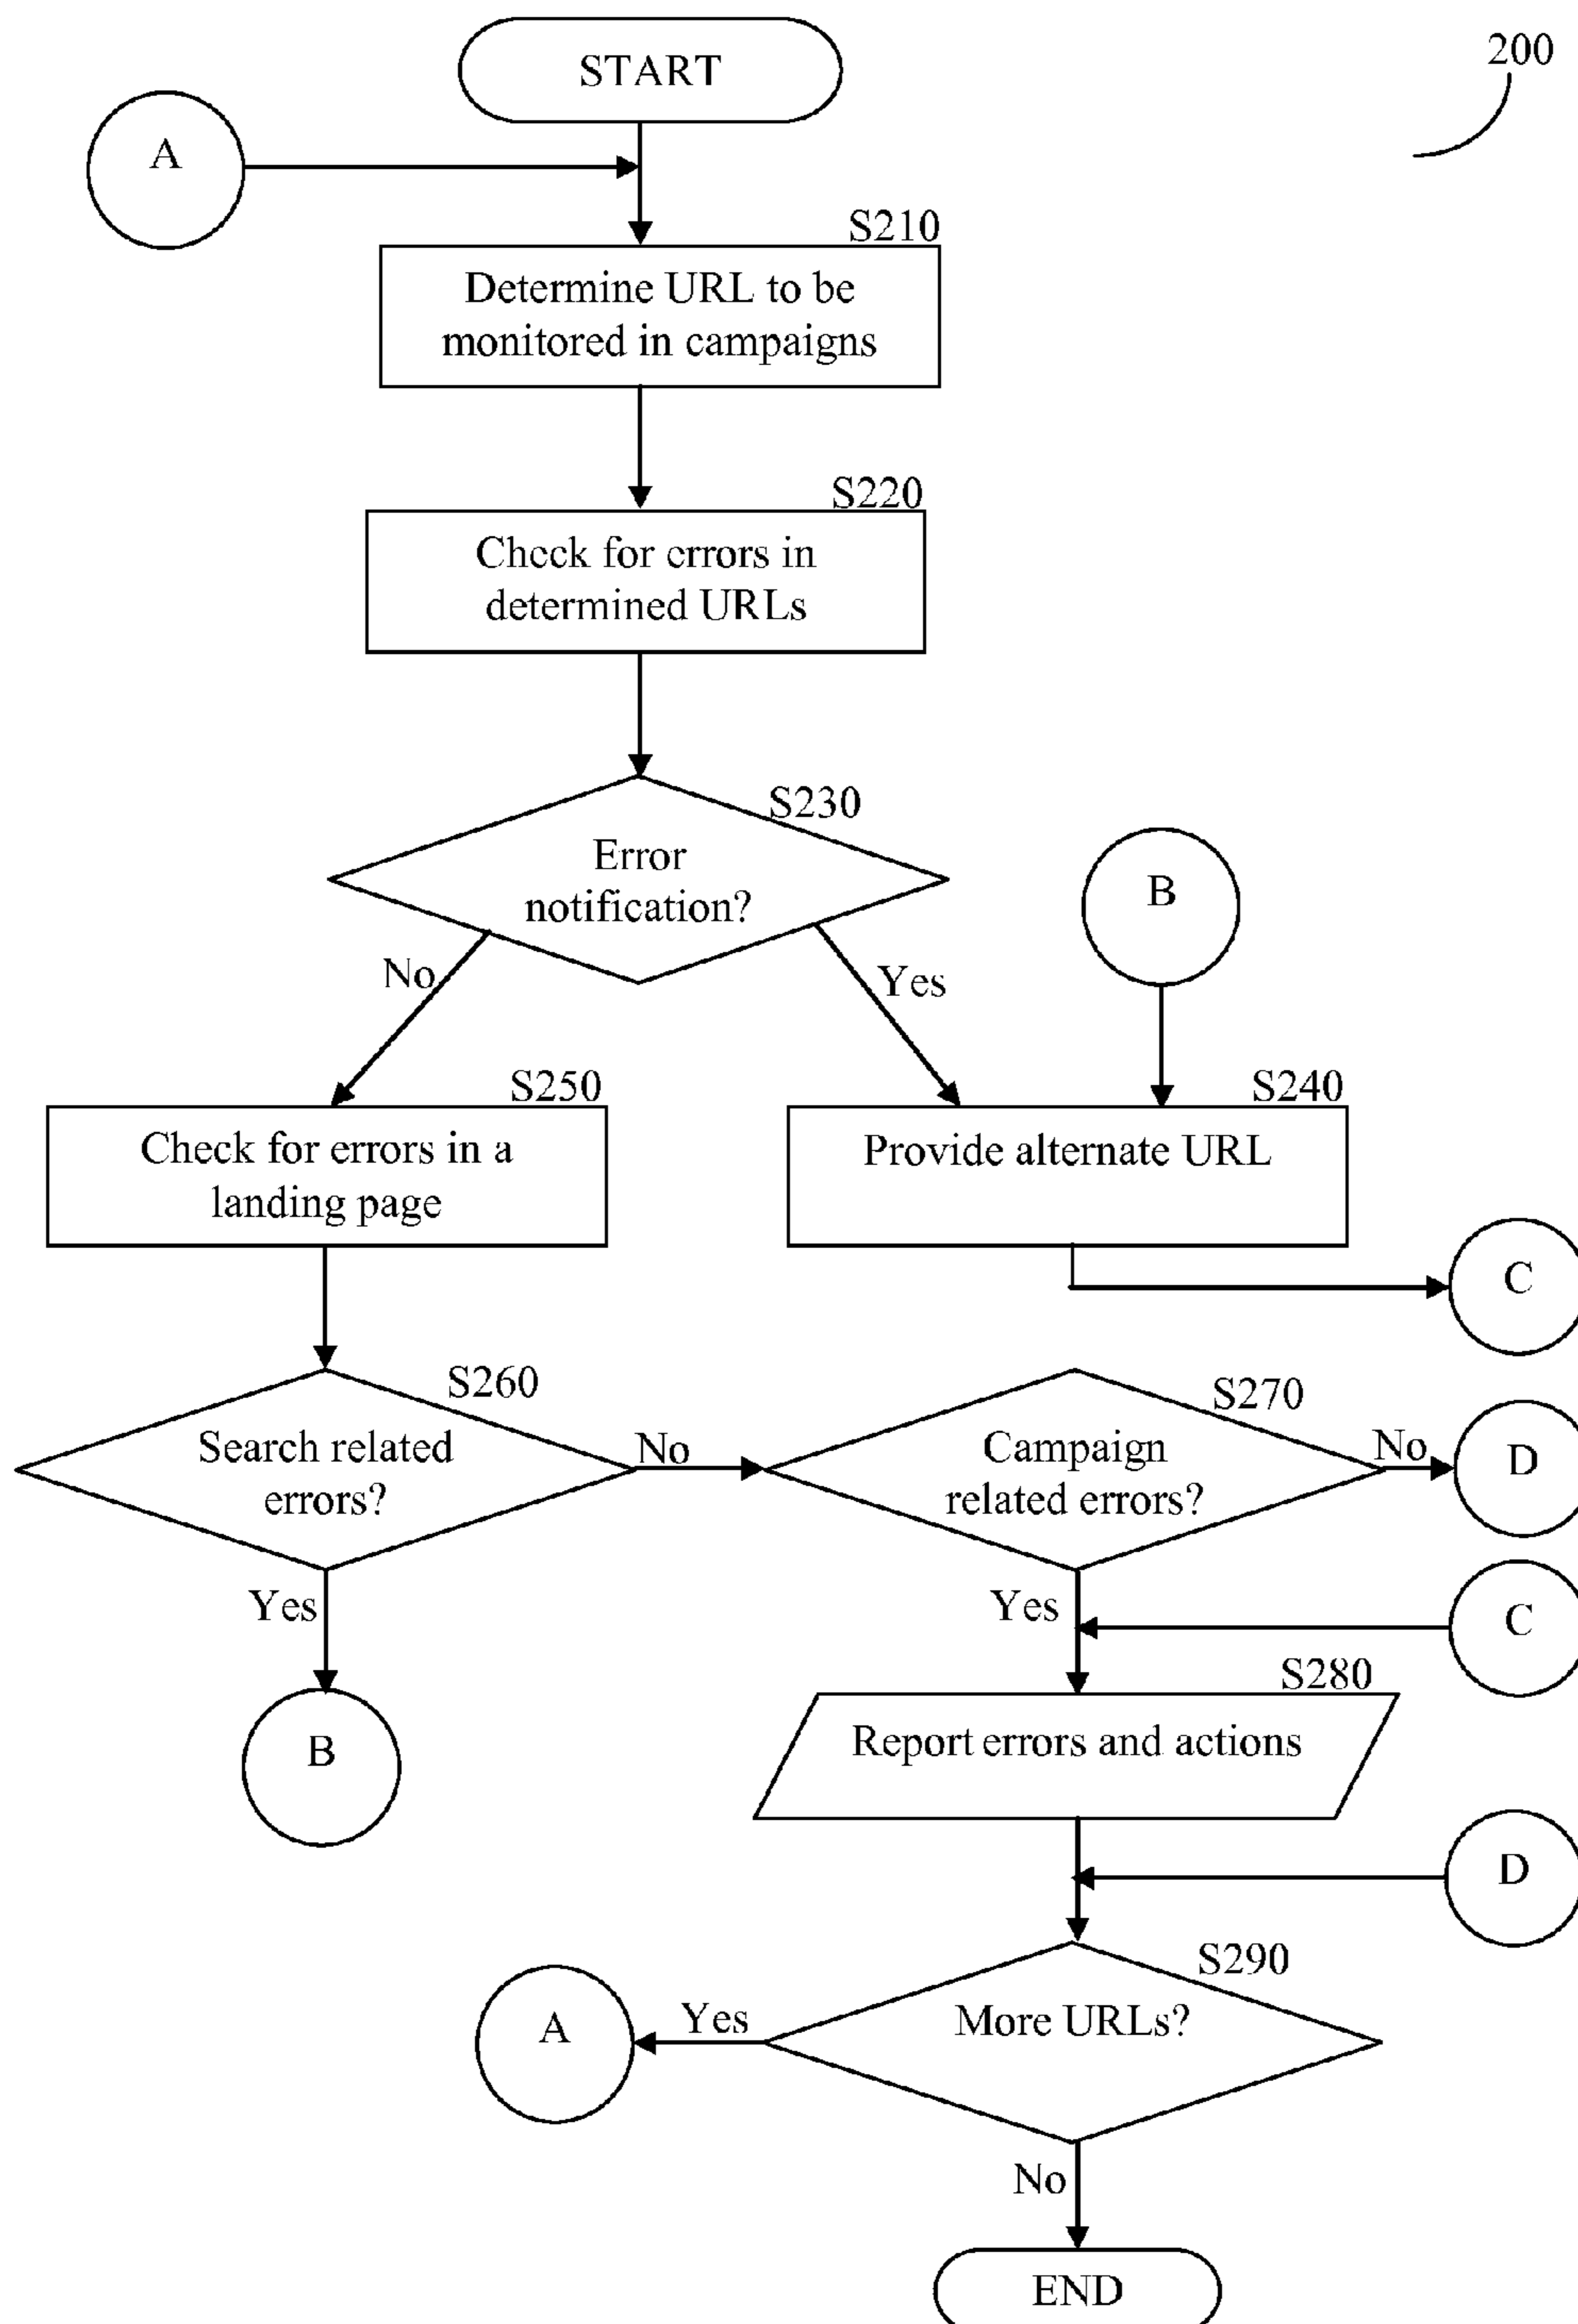 START
200
A
S210
Determine URL to be
monitored in campaigns
S220
Check for errors in
determined URLs
S230
Error
notification?
B
No
Yes
S250
Check for errors in a
landing page
S240
Provide alternate URL
C
S260
Search related
errors?
No
S270
Campaign
related errors?
No
D
Yes
B
Yes
C
S280
Report errors and actions
D
S290
More URLs?
Yes
A
No
END